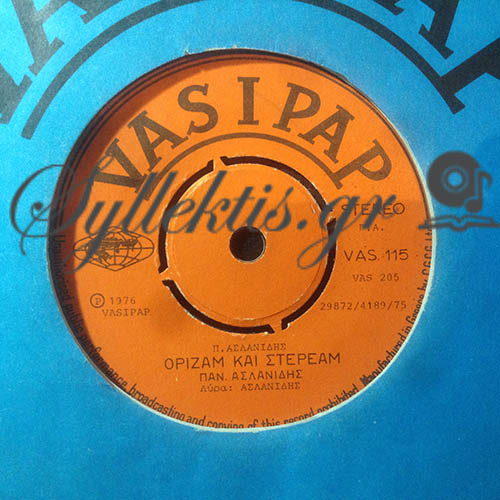 VASIPAP
Syllektis.gr
STEREO
VAS. 115
VAS 205
29872/4189/75
Ⓟ 1976
VASIPAP
Π. ΑΣΛΑΝΙΔΗΣ
ΟΡΙΖΑΜ ΚΑΙ ΣΤΕΡΕΑΜ
ΠΑΝ. ΑΣΛΑΝΙΔΗΣ
Λύρα: ΑΣΛΑΝΙΔΗΣ
performance, broadcasting and copying of this record prohibited. Manufactured in Greece by